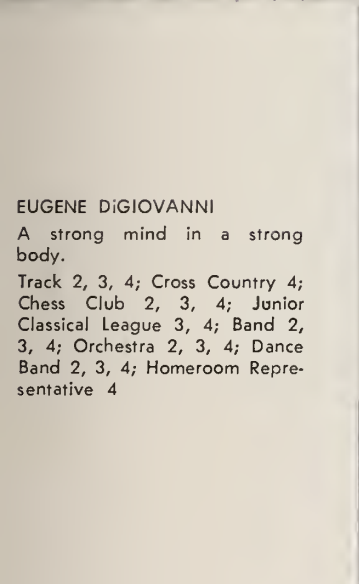 EUGENE DiGIOVANNI
A strong mind in a strong
body.
Track 2, 3, 4; Cross Country 4;
Chess Club 2, 3, 4; Junior
Classical League 3, 4; Band 2,
3, 4; Orchestra 2, 3, 4; Dance
Band 2, 3, 4; Homeroom Repre-
sentative 4